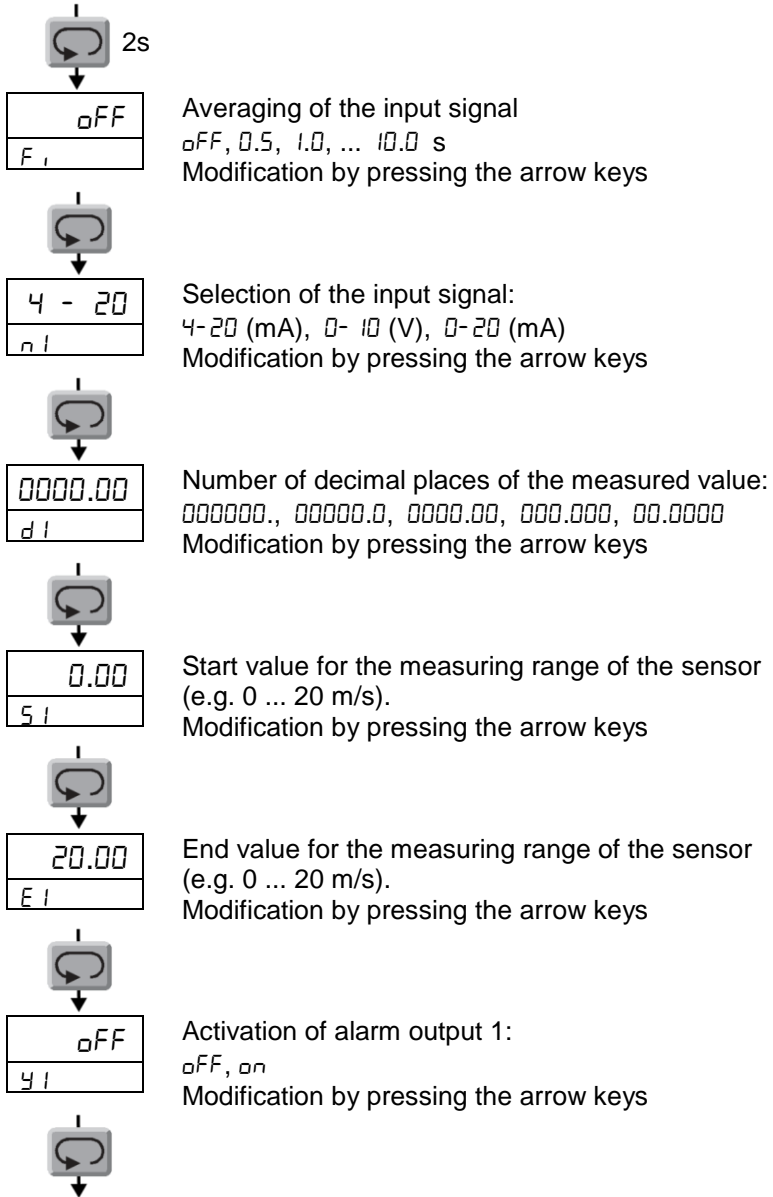 2s
oFF
Fi
Averaging of the input signal
oFF, 0.5, 1.0, ... 10.0 s
Modification by pressing the arrow keys
4 - 20
n1
Selection of the input signal:
4-20 (mA), 0-10 (V), 0-20 (mA)
Modification by pressing the arrow keys
0000.00
d1
Number of decimal places of the measured value:
000000., 00000.0, 0000.00, 000.000, 00.0000
Modification by pressing the arrow keys
0.00
S1
Start value for the measuring range of the sensor
(e.g. 0 ... 20 m/s).
Modification by pressing the arrow keys
20.00
E1
End value for the measuring range of the sensor
(e.g. 0 ... 20 m/s).
Modification by pressing the arrow keys
oFF
y1
Activation of alarm output 1:
oFF, on
Modification by pressing the arrow keys